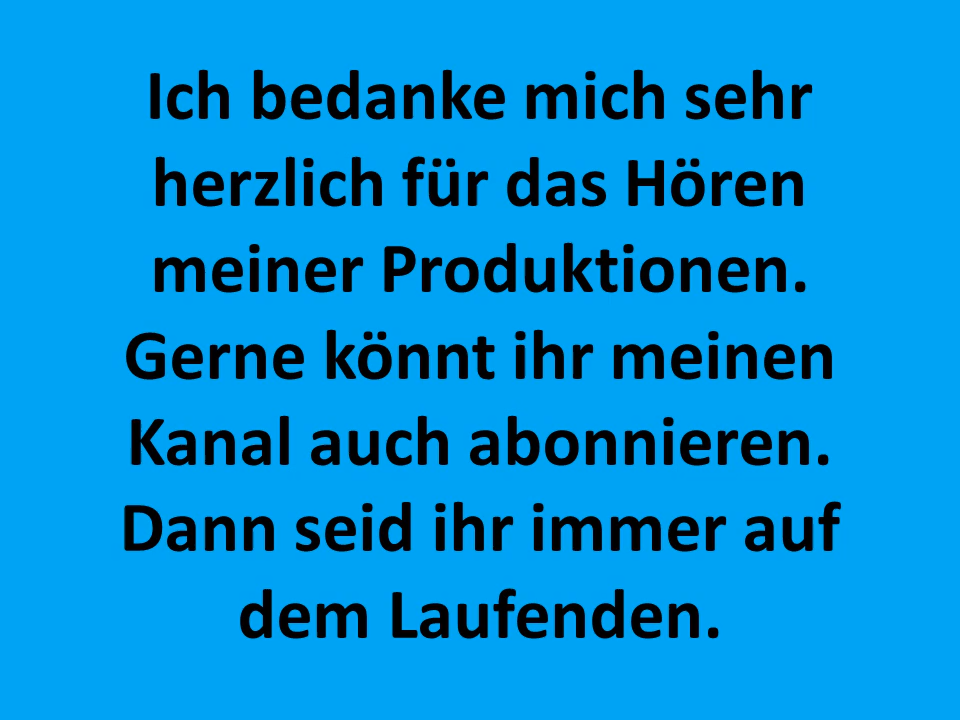 Ich bedanke mich sehr
herzlich für das Hören
meiner Produktionen.
Gerne könnt ihr meinen
Kanal auch abonnieren.
Dann seid ihr immer auf
dem Laufenden.